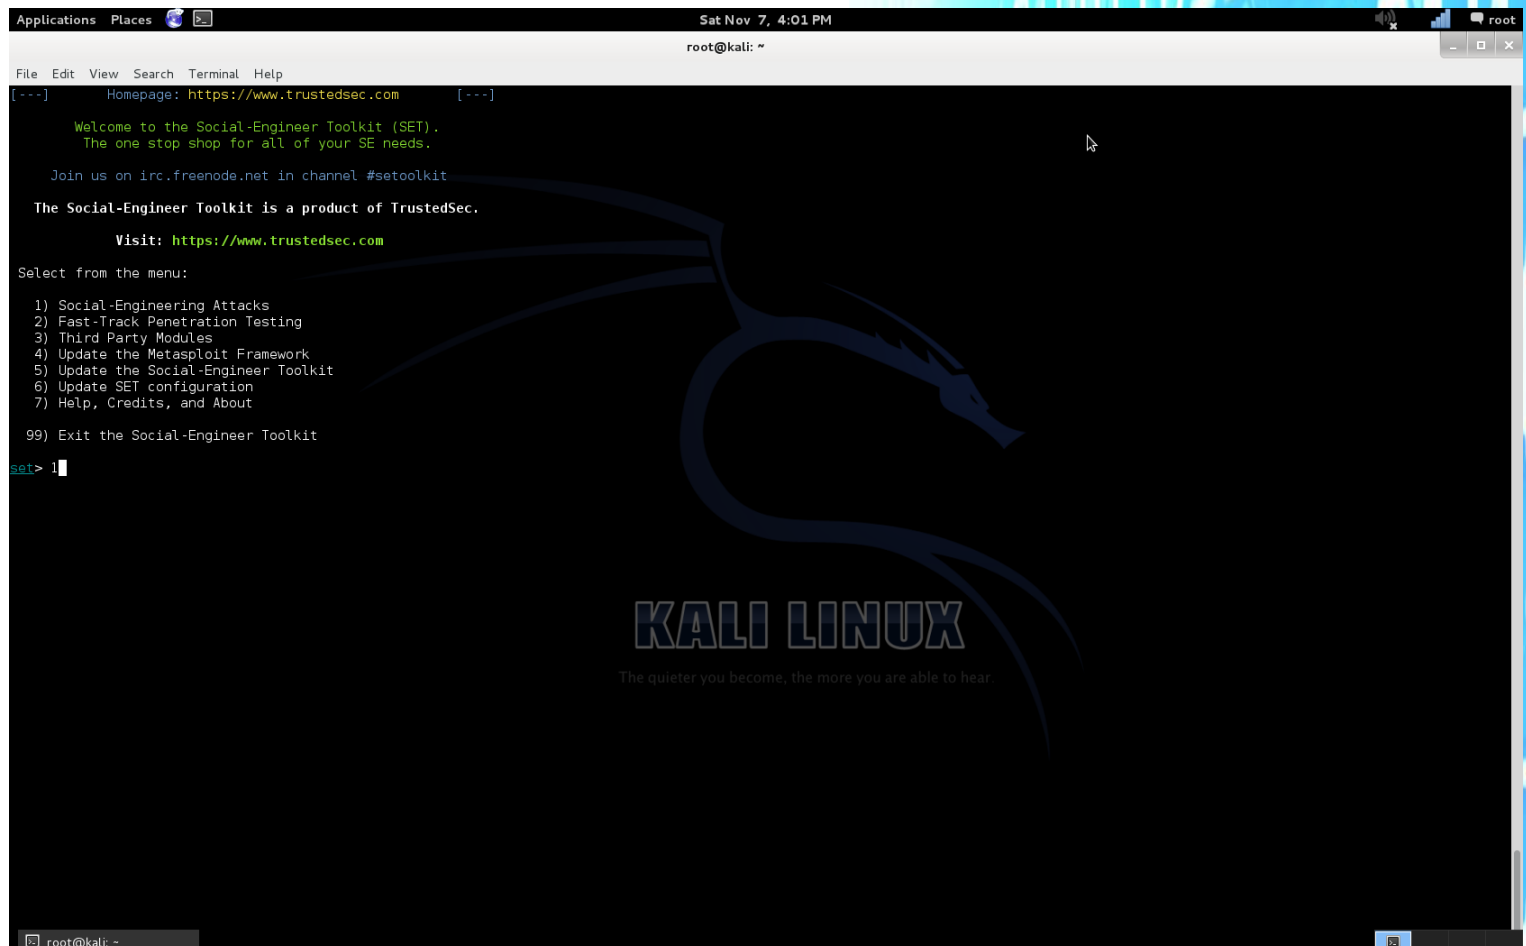 Applications Places Sat Nov 7, 4:01 PM root
root@kali: ~
File Edit View Search Terminal Help
[---] Homepage: https://www.trustedsec.com [---]
Welcome to the Social-Engineer Toolkit (SET).
The one stop shop for all of your SE needs.
Join us on irc.freenode.net in channel #setoolkit
The Social-Engineer Toolkit is a product of TrustedSec.
Visit: https://www.trustedsec.com
Select from the menu:
1) Social-Engineering Attacks
2) Fast-Track Penetration Testing
3) Third Party Modules
4) Update the Metasploit Framework
5) Update the Social-Engineer Toolkit
6) Update SET configuration
7) Help, Credits, and About
99) Exit the Social-Engineer Toolkit
set> 1
KALI LINUX
The quieter you become, the more you are able to hear.
root@kali: ~